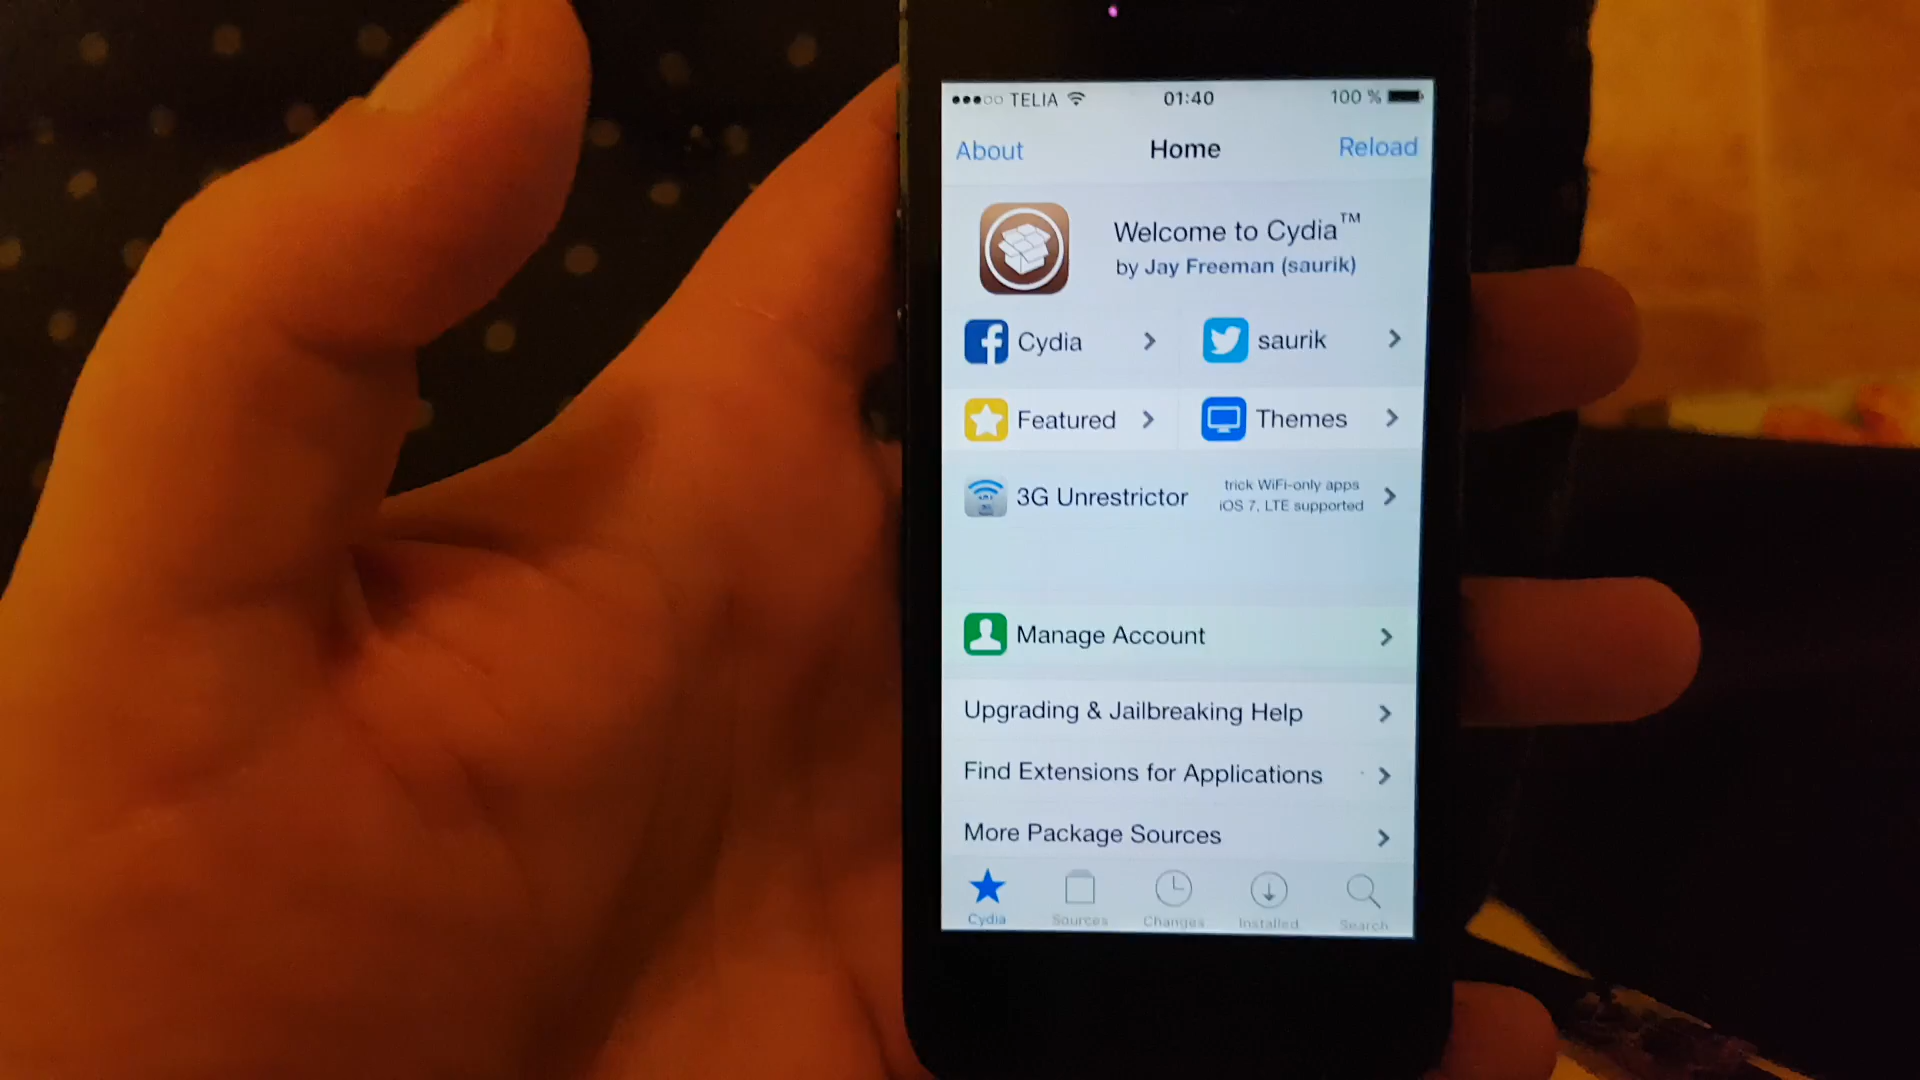 TELIA 01:40 100 %
About Home Reload
Welcome to Cydia™
by Jay Freeman (saurik)
Cydia saurik
Featured Themes
3G Unrestrictor trick WiFi-only apps
iOS 7, LTE supported
Manage Account
Upgrading & Jailbreaking Help
Find Extensions for Applications
More Package Sources
Cydia Sources Changes Installed Search